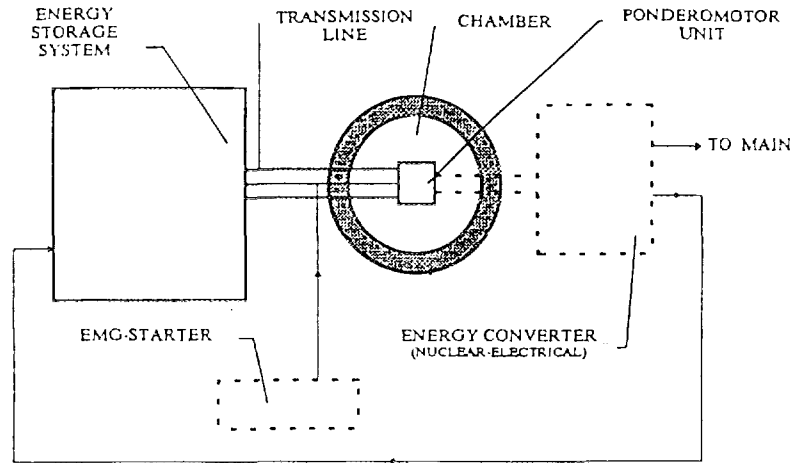 ENERGY
STORAGE
SYSTEM
TRANSMISSION
LINE
CHAMBER
PONDEROMOTOR
UNIT
TO MAIN
EMG-STARTER
ENERGY CONVERTER
(NUCLEAR-ELECTRICAL)